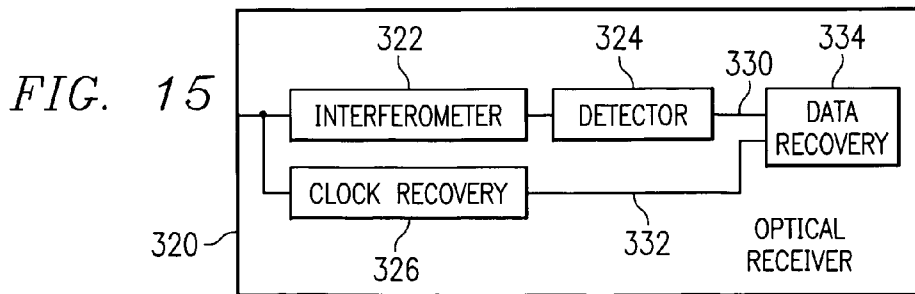 FIG. 15
322
324
334
330
INTERFEROMETER
DETECTOR
DATA
RECOVERY
CLOCK RECOVERY
320
326
332
OPTICAL
RECEIVER